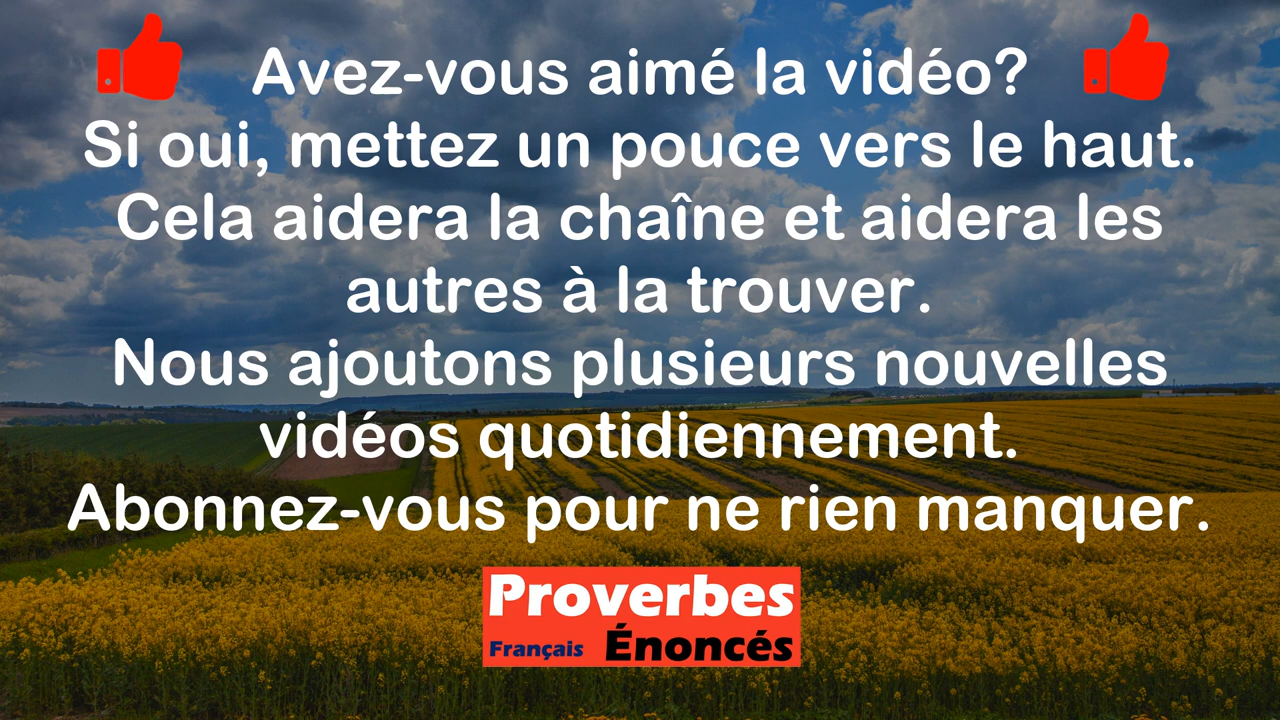 Avez-vous aimé la vidéo?
Si oui, mettez un pouce vers le haut.
Cela aidera la chaîne et aidera les
autres à la trouver.
Nous ajoutons plusieurs nouvelles
vidéos quotidiennement.
Abonnez-vous pour ne rien manquer.
Proverbes
Français Énoncés